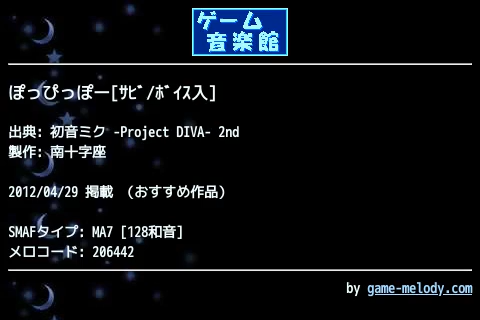 ゲーム
音楽館
ぽっぴっぽー[ｻﾋﾞ/ﾎﾞｲｽ入]
出典: 初音ミク -Project DIVA- 2nd
製作: 南十字座
2012/04/29 掲載 (おすすめ作品)
SMAFタイプ: MA7 [128和音]
メロコード: 206442
by game-melody.com